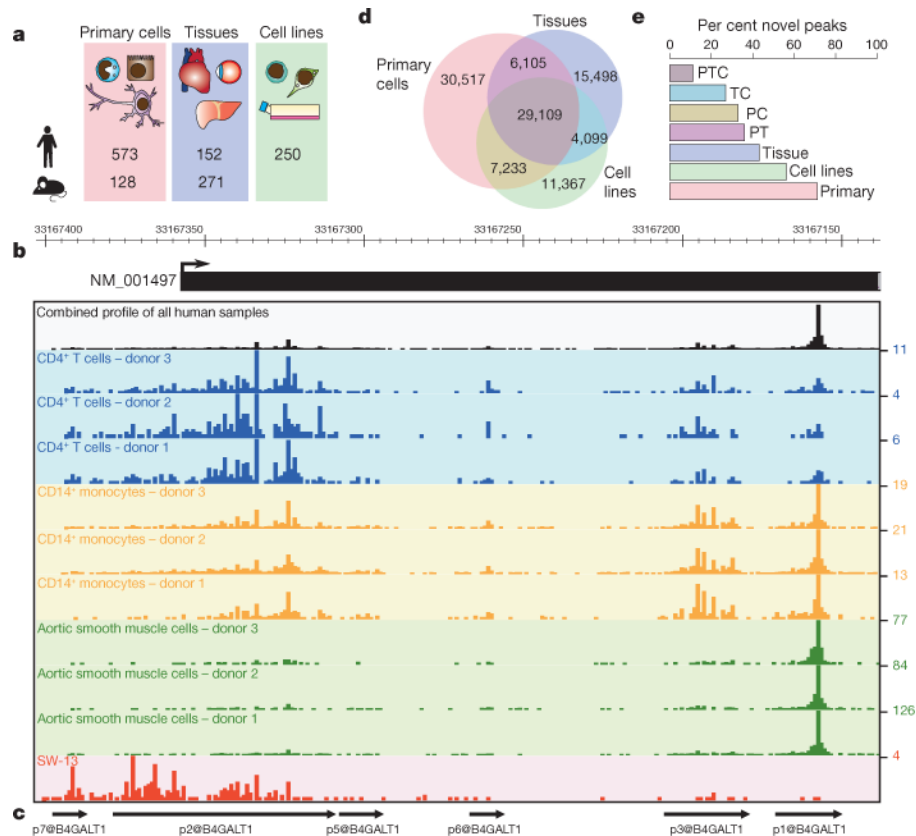 a
Primary cells
Tissues
Cell lines
573
152
250
128
271
d
Tissues
Primary
cells
30,517
6,105
15,498
29,109
4,099
7,233
11,367
Cell
lines
e
Per cent novel peaks
0 20 40 60 80 100
PTC
TC
PC
PT
Tissue
Cell lines
Primary
33167400 33167350 33167300 33167250 33167200 33167150
b
NM_001497
Combined profile of all human samples
11
CD4+ T cells – donor 3
4
CD4+ T cells – donor 2
6
CD4+ T cells - donor 1
19
CD14+ monocytes – donor 3
21
CD14+ monocytes – donor 2
13
CD14+ monocytes – donor 1
77
Aortic smooth muscle cells – donor 3
84
Aortic smooth muscle cells – donor 2
126
Aortic smooth muscle cells – donor 1
4
SW-13
c
p7@B4GALT1 p2@B4GALT1 p5@B4GALT1 p6@B4GALT1 p3@B4GALT1 p1@B4GALT1